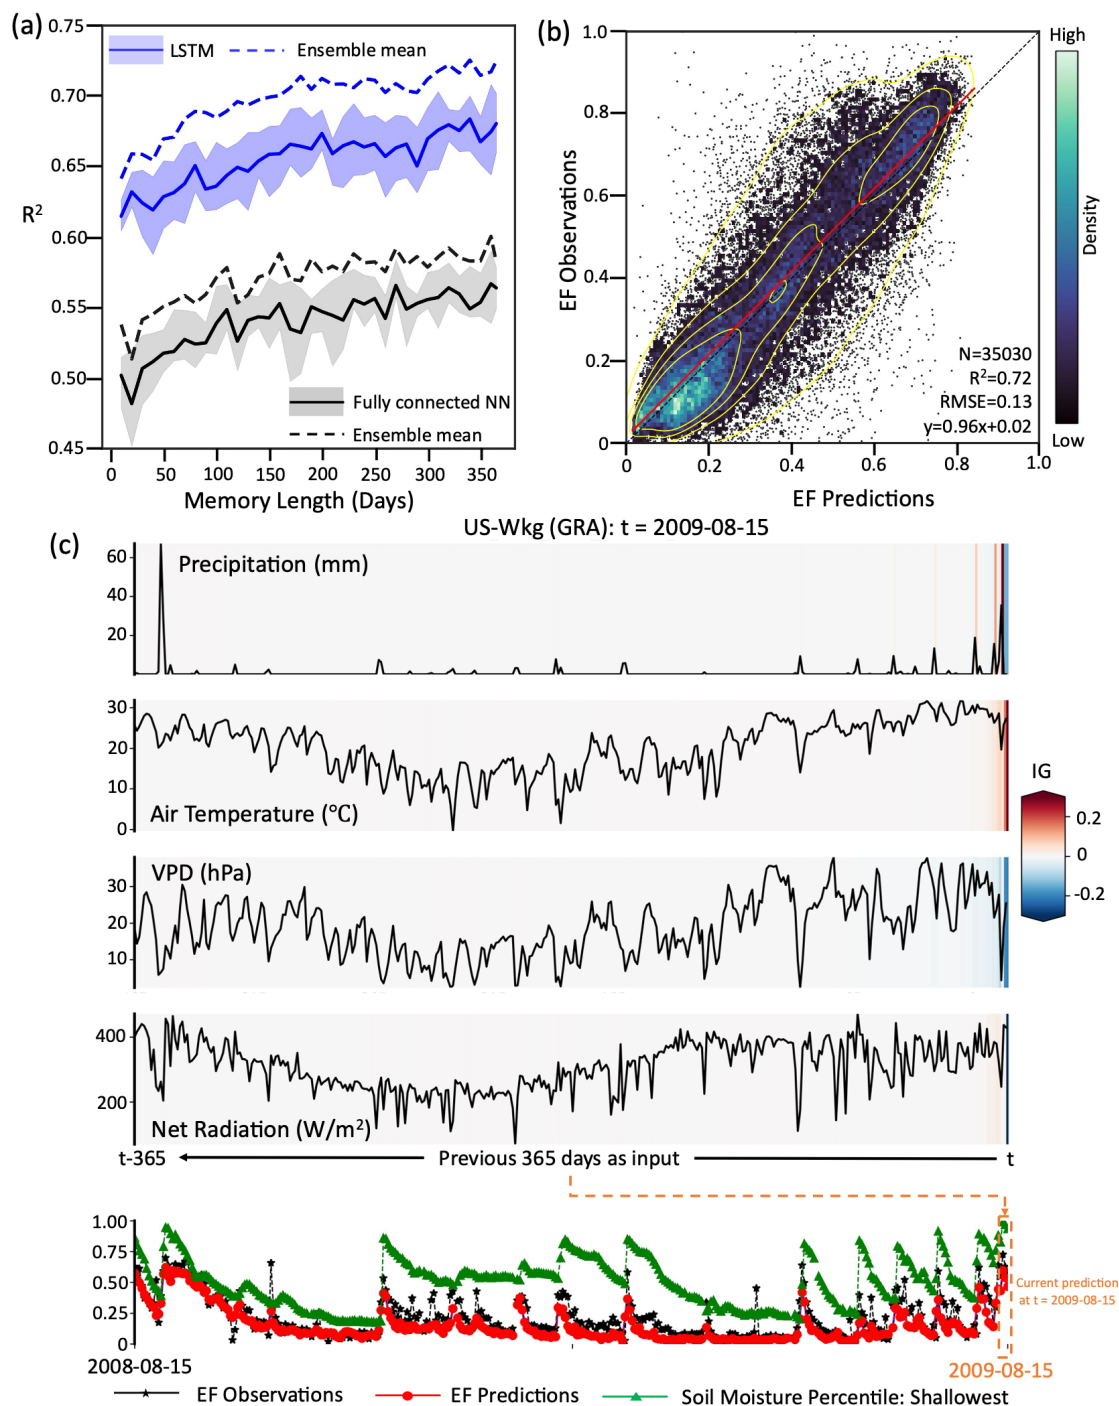 (a)
0.75
0.70
0.65
0.60
0.55
0.50
0.45
R²
LSTM
Ensemble mean
Fully connected NN
Ensemble mean
0 50 100 150 200 250 300 350
Memory Length (Days)
(b)
1.0
0.8
0.6
0.4
0.2
0
EF Observations
N=35030
R²=0.72
RMSE=0.13
y=0.96x+0.02
0 0.2 0.4 0.6 0.8 1.0
EF Predictions
High
Density
Low
(c)
US-Wkg (GRA): t = 2009-08-15
Precipitation (mm)
60
40
20
30
20
10
0
Air Temperature (℃)
VPD (hPa)
30
20
10
400
200
Net Radiation (W/m²)
IG
0.2
0
-0.2
t-365
Previous 365 days as input
t
1.00
0.75
0.50
0.25
0
Current prediction
at t = 2009-08-15
2008-08-15
2009-08-15
EF Observations
EF Predictions
Soil Moisture Percentile: Shallowest